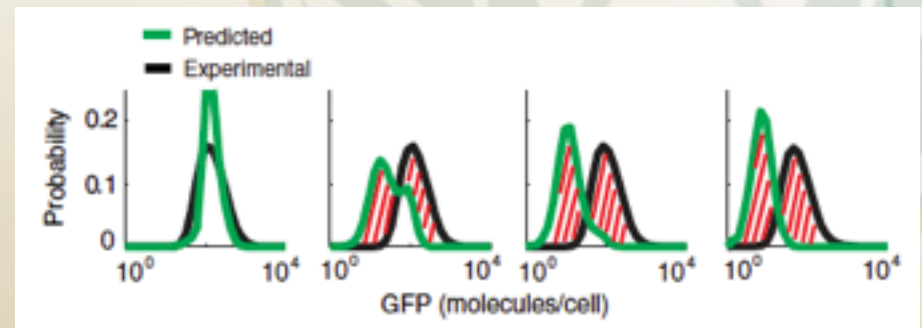 Predicted
Experimental
Probability
0.2
0.1
0
10⁰ 10⁴ 10⁰ 10⁴ 10⁰ 10⁴ 10⁰ 10⁴
GFP (molecules/cell)